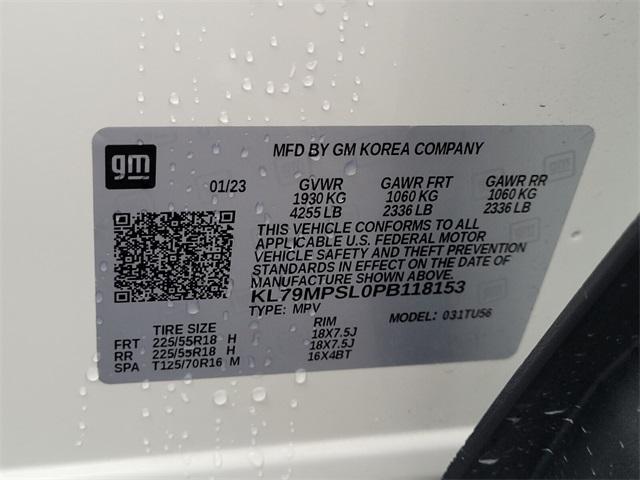 gm
MFD BY GM KOREA COMPANY
01/23 GVWR GAWR FRT GAWR RR
1930 KG 1060 KG 1060 KG
4255 LB 2336 LB 2336 LB
THIS VEHICLE CONFORMS TO ALL
APPLICABLE U.S. FEDERAL MOTOR
VEHICLE SAFETY AND THEFT PREVENTION
STANDARDS IN EFFECT ON THE DATE OF
MANUFACTURE SHOWN ABOVE.
KL79MPSL0PB118153
TYPE: MPV MODEL: 031TU56
TIRE SIZE RIM
FRT 225/55R18 H 18X7.5J
RR 225/55R18 H 18X7.5J
SPA T125/70R16 M 16X4BT